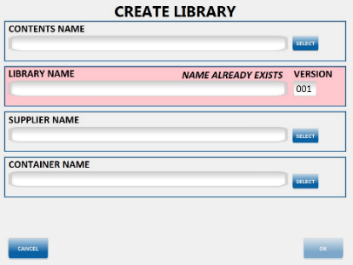 CREATE LIBRARY
CONTENTS NAME
SELECT
LIBRARY NAME NAME ALREADY EXISTS VERSION
001
SUPPLIER NAME
SELECT
CONTAINER NAME
SELECT
CANCEL OK